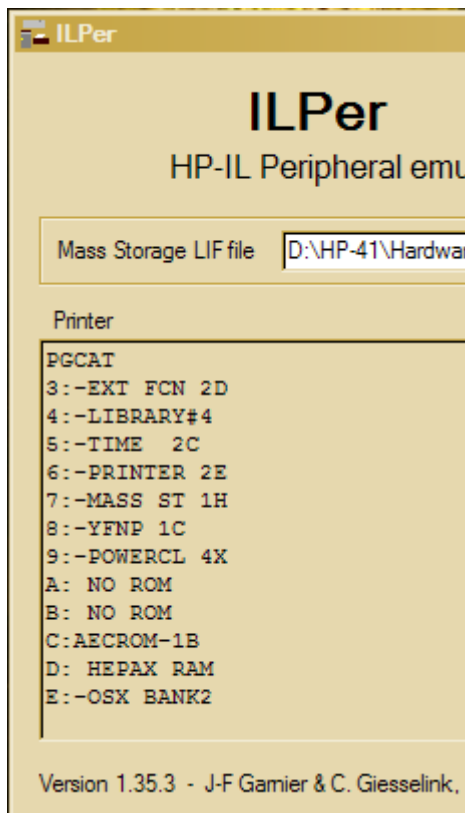 ILPer
ILPer
HP-IL Peripheral emu
Mass Storage LIF file D:\HP-41\Hardwar
Printer
PGCAT
3:-EXT FCN 2D
4:-LIBRARY#4
5:-TIME  2C
6:-PRINTER 2E
7:-MASS ST 1H
8:-YFNP 1C
9:-POWERCL 4X
A: NO ROM
B: NO ROM
C:AECROM-1B
D: HEPAX RAM
E:-OSX BANK2
Version 1.35.3 - J-F Garnier & C. Giesselink,